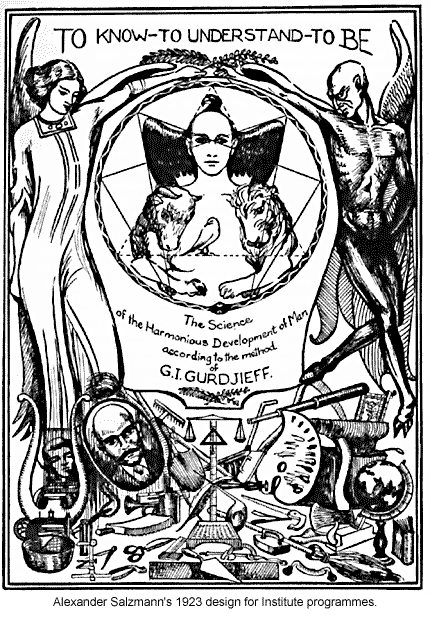 TO KNOW-TO UNDERSTAND-TO BE
The Science
of the Harmonious Development of Man
according to the method
of
G.I.GURDJIEFF.
Alexander Salzmann's 1923 design for Institute programmes.